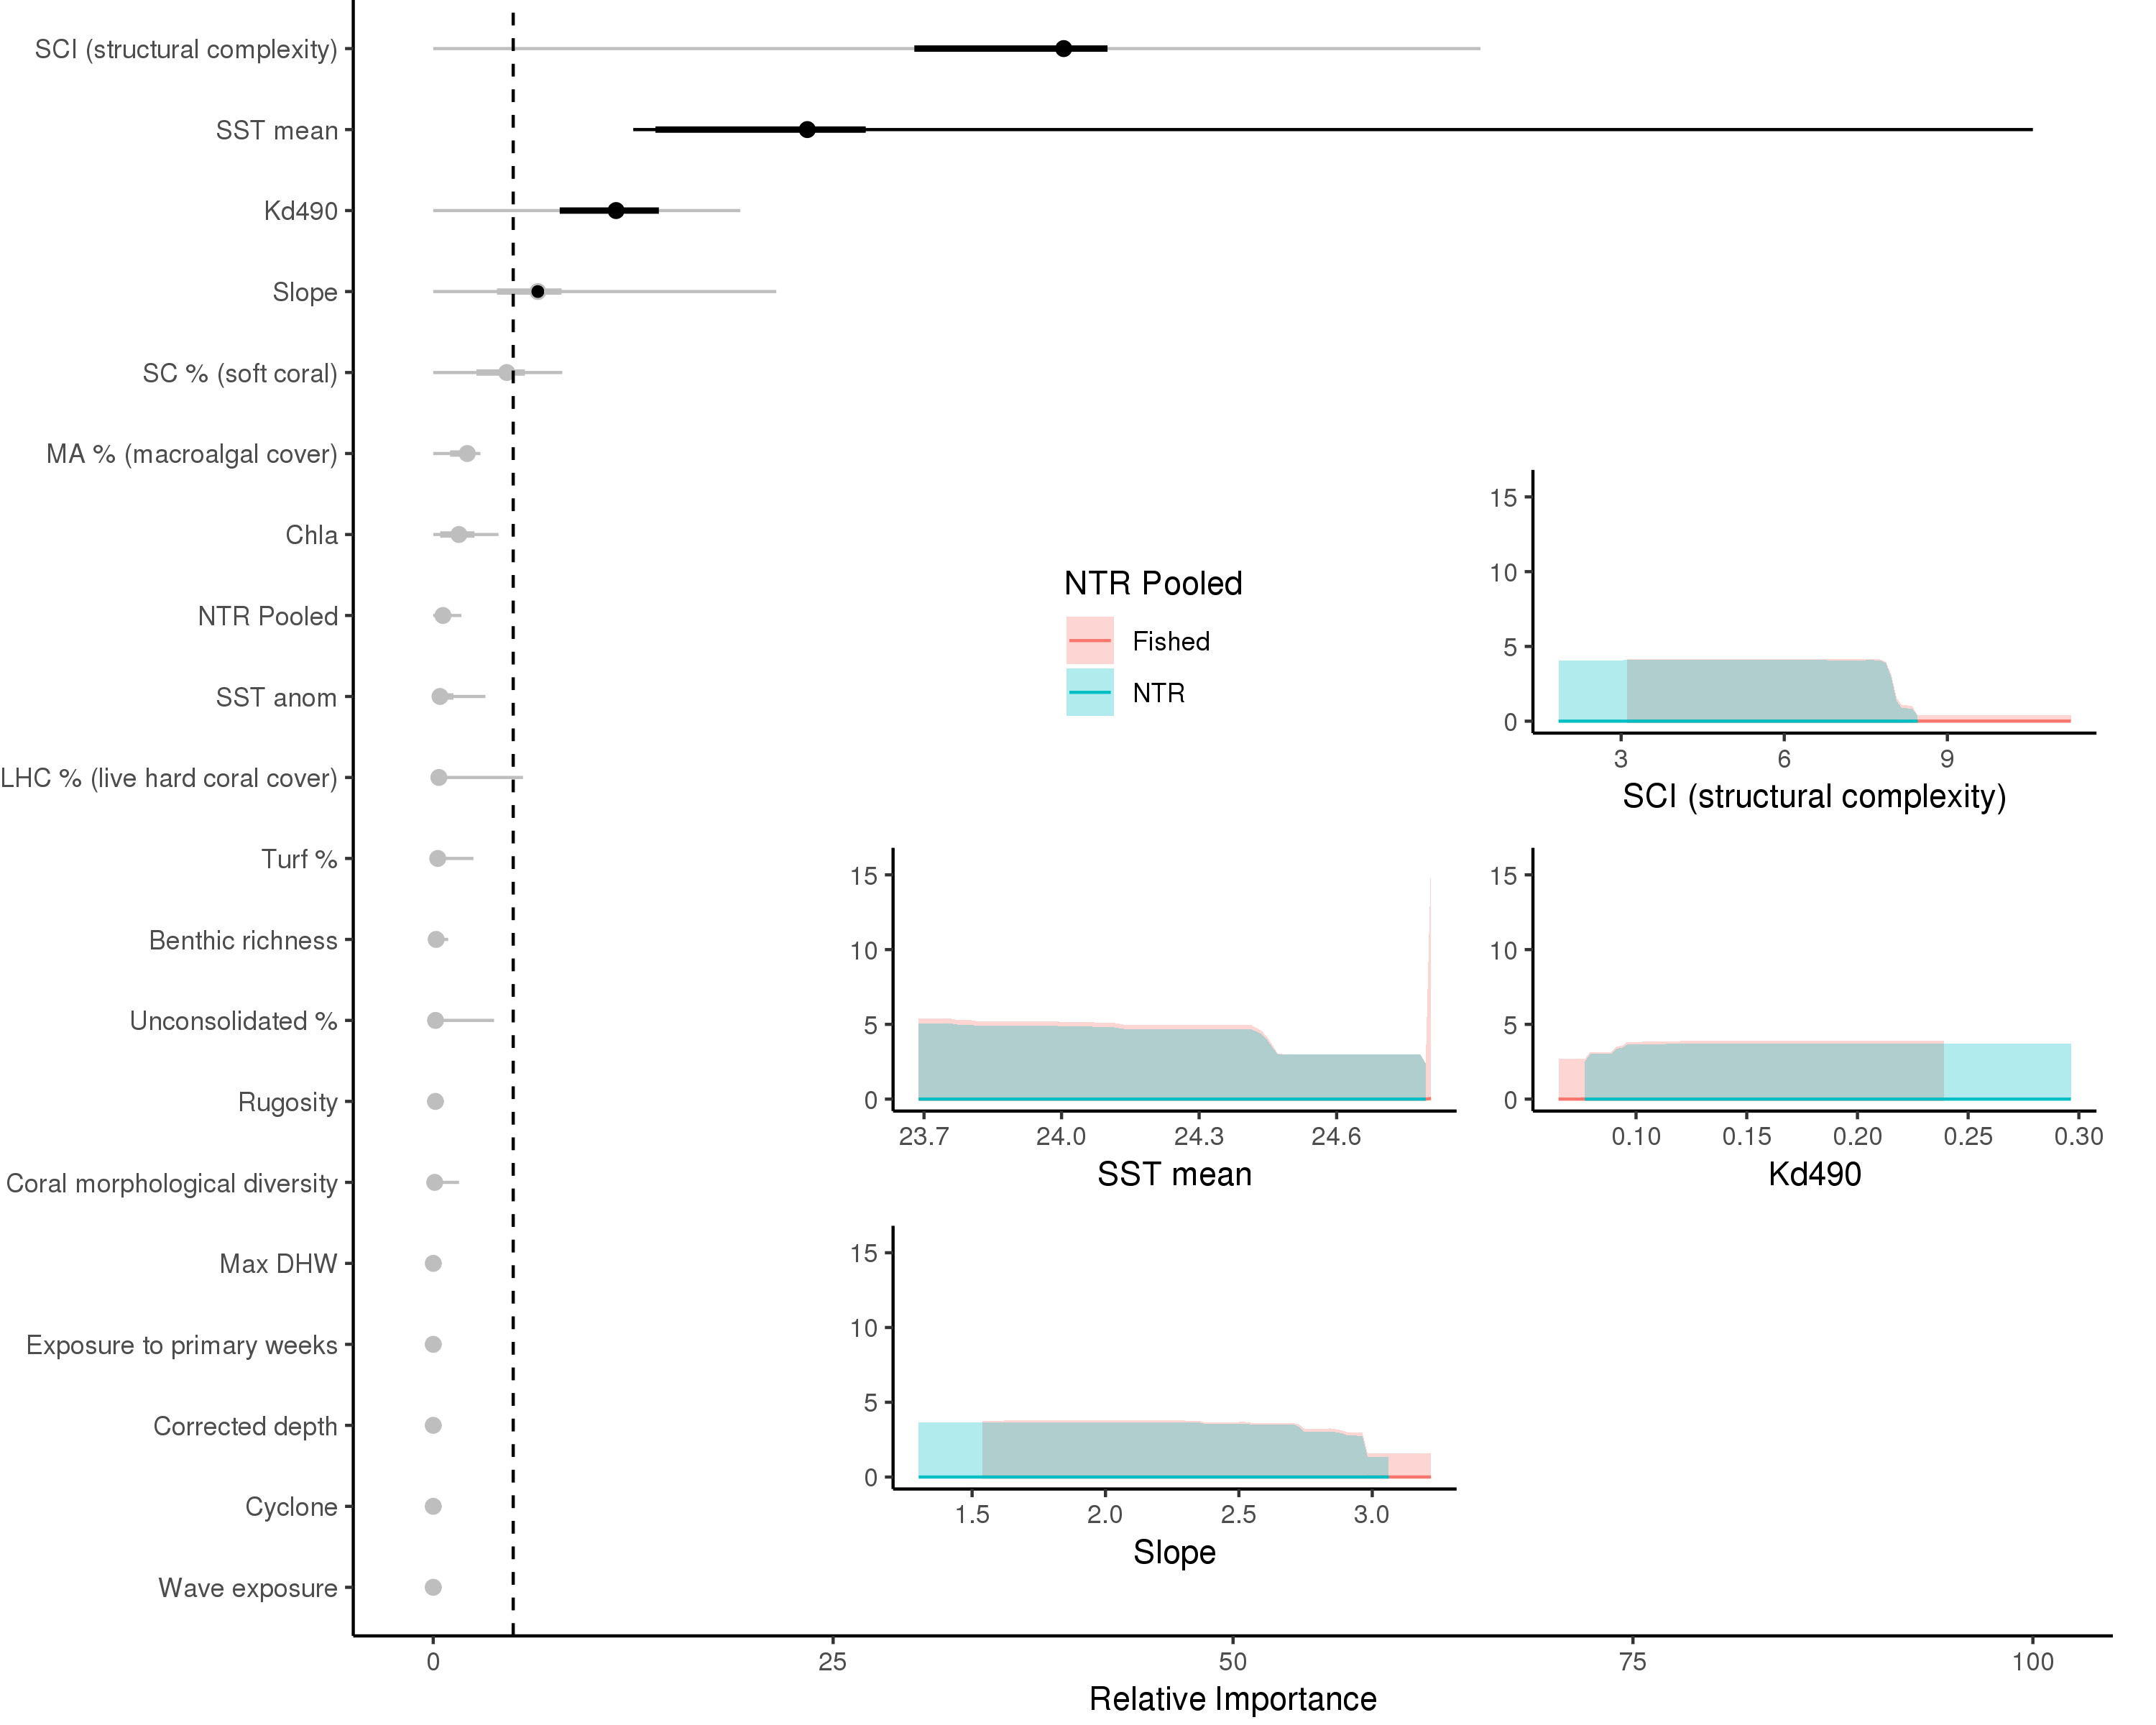 SCI (structural complexity)
SST mean
Kd490
Slope
SC % (soft coral)
MA % (macroalgal cover)
Chla
NTR Pooled
SST anom
LHC % (live hard coral cover)
Turf %
Benthic richness
Unconsolidated %
Rugosity
Coral morphological diversity
Max DHW
Exposure to primary weeks
Corrected depth
Cyclone
Wave exposure
0 25 50 75 100
Relative Importance
NTR Pooled
Fished
NTR
15
10
5
0
3 6 9
SCI (structural complexity)
15
10
5
0
23.7 24.0 24.3 24.6
SST mean
15
10
5
0
0.10 0.15 0.20 0.25 0.30
Kd490
15
10
5
0
1.5 2.0 2.5 3.0
Slope